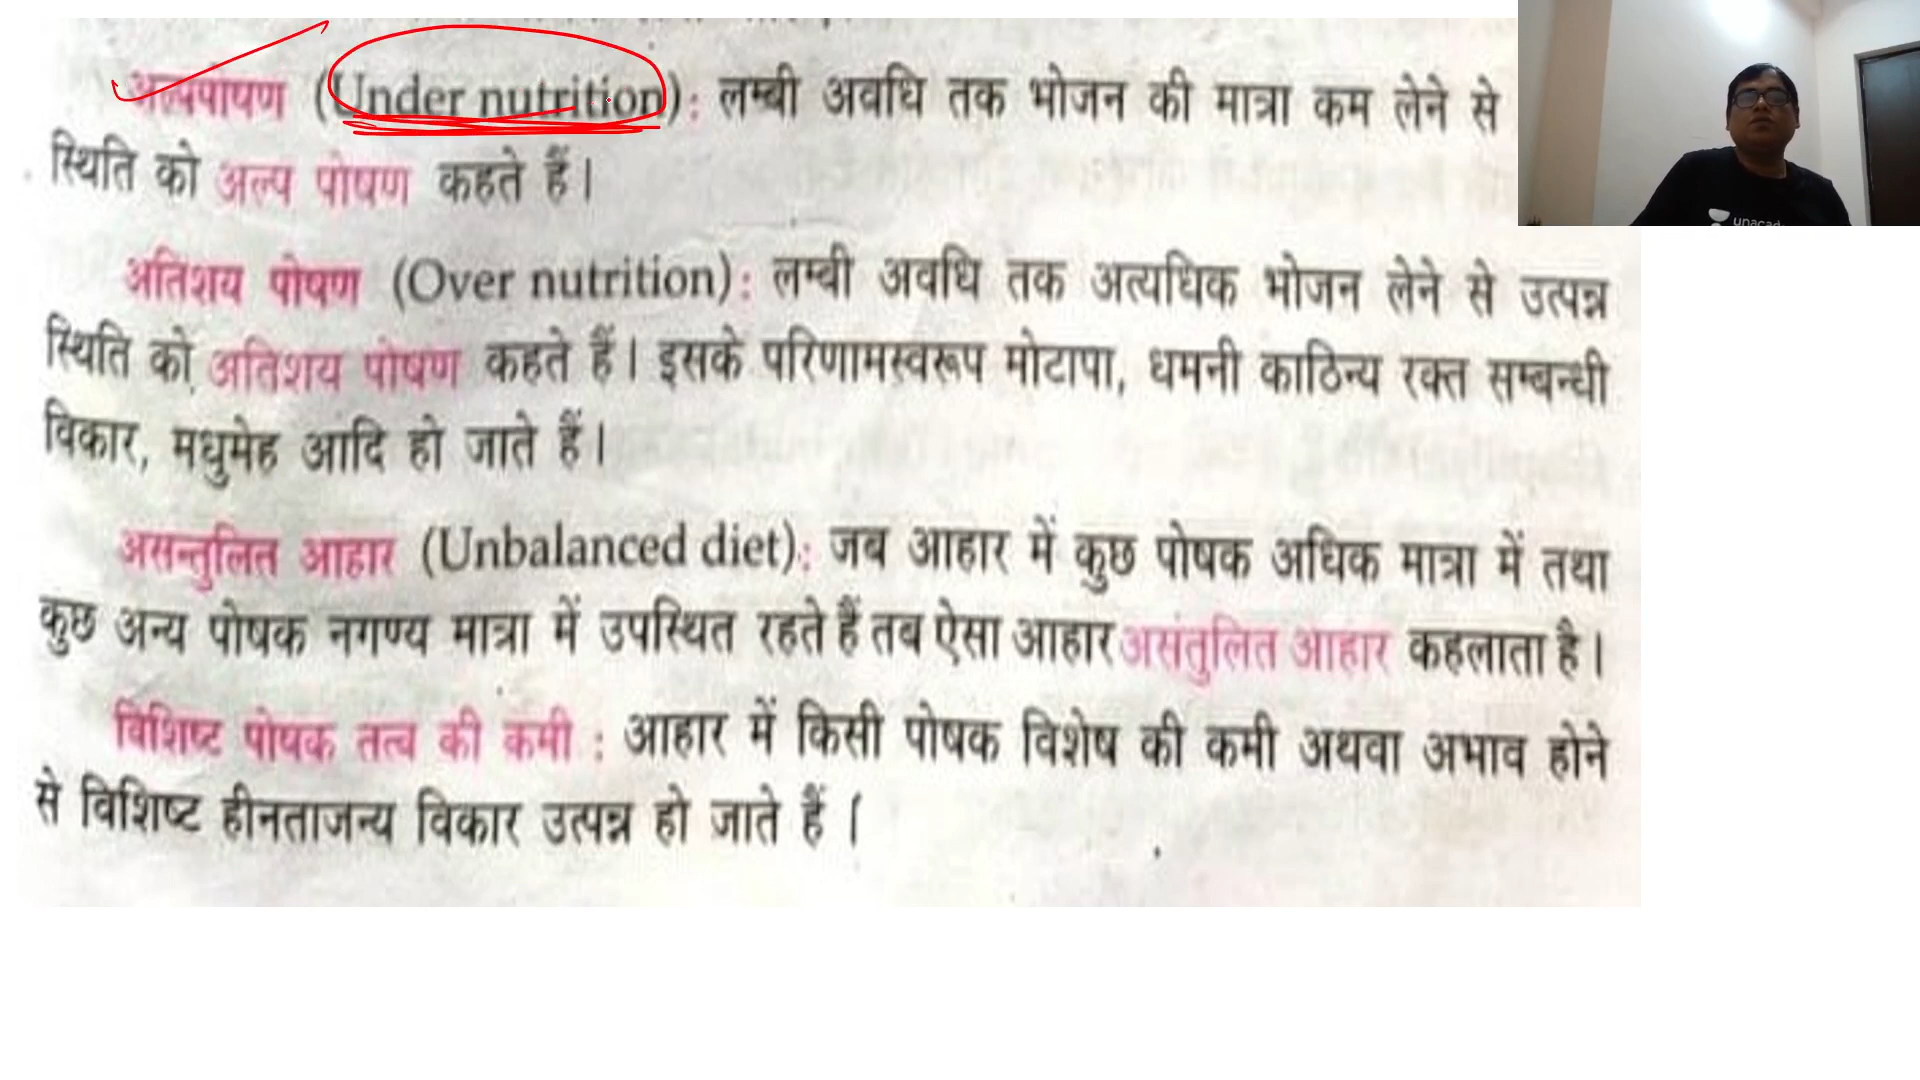 अल्पपोषण (Under nutrition): लम्बी अवधि तक भोजन की मात्रा कम लेने से
स्थिति को अल्प पोषण कहते हैं।
अतिशय पोषण (Over nutrition): लम्बी अवधि तक अत्यधिक भोजन लेने से उत्पन्न
स्थिति को अतिशय पोषण कहते हैं। इसके परिणामस्वरूप मोटापा, धमनी काठिन्य रक्त सम्बन्धी
विकार, मधुमेह आदि हो जाते हैं।
असन्तुलित आहार (Unbalanced diet): जब आहार में कुछ पोषक अधिक मात्रा में तथा
कुछ अन्य पोषक नगण्य मात्रा में उपस्थित रहते हैं तब ऐसा आहार असंतुलित आहार कहलाता है।
विशिष्ट पोषक तत्व की कमी : आहार में किसी पोषक विशेष की कमी अथवा अभाव होने
से विशिष्ट हीनताजन्य विकार उत्पन्न हो जाते हैं।